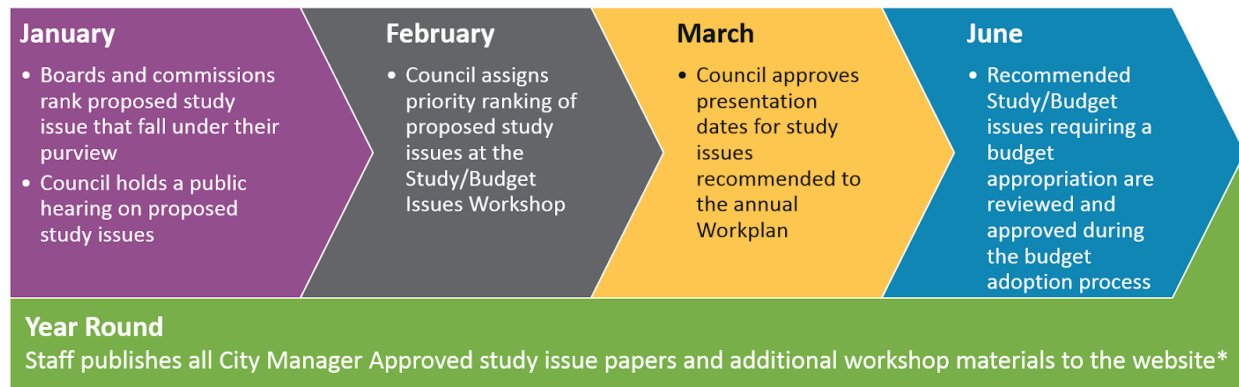 January
• Boards and commissions
rank proposed study
issue that fall under their
purview
• Council holds a public
hearing on proposed
study issues
February
• Council assigns
priority ranking of
proposed study
issues at the
Study/Budget
Issues Workshop
March
• Council approves
presentation
dates for study
issues
recommended to
the annual
Workplan
June
• Recommended
Study/Budget
issues requiring a
budget
appropriation are
reviewed and
approved during
the budget
adoption process
Year Round
Staff publishes all City Manager Approved study issue papers and additional workshop materials to the website*